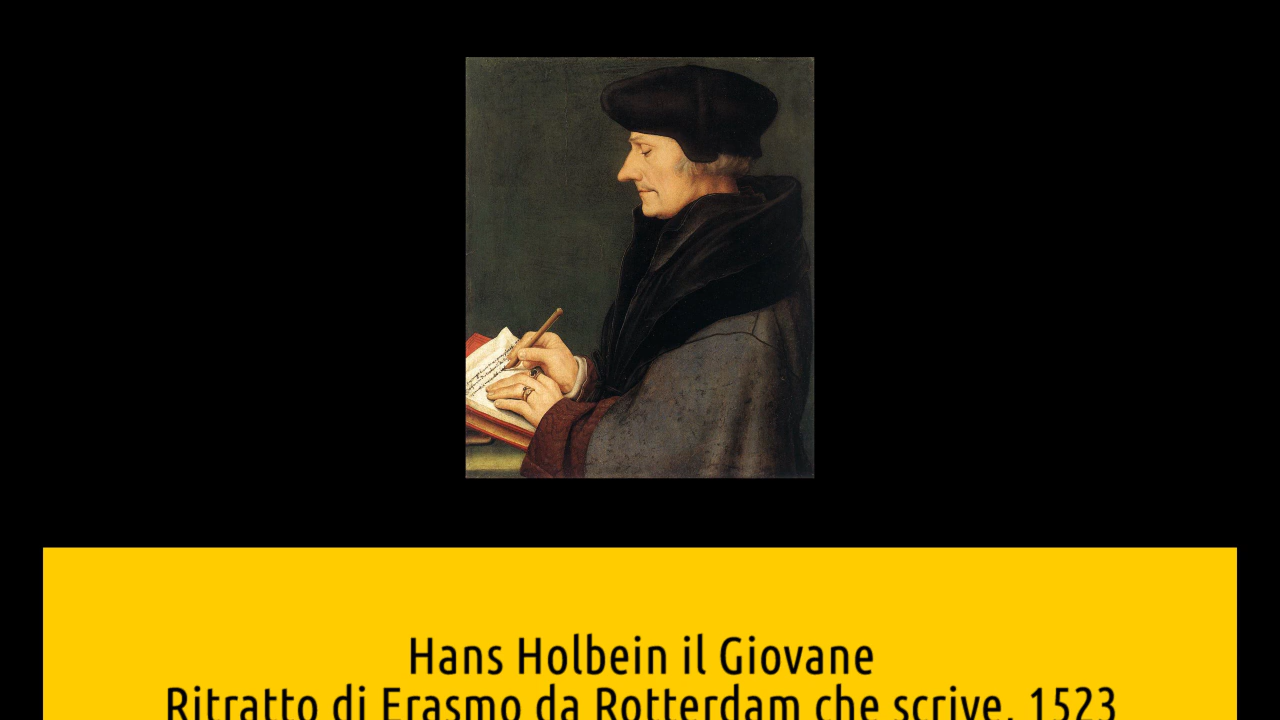 Hans Holbein il Giovane
Ritratto di Erasmo da Rotterdam che scrive, 1523